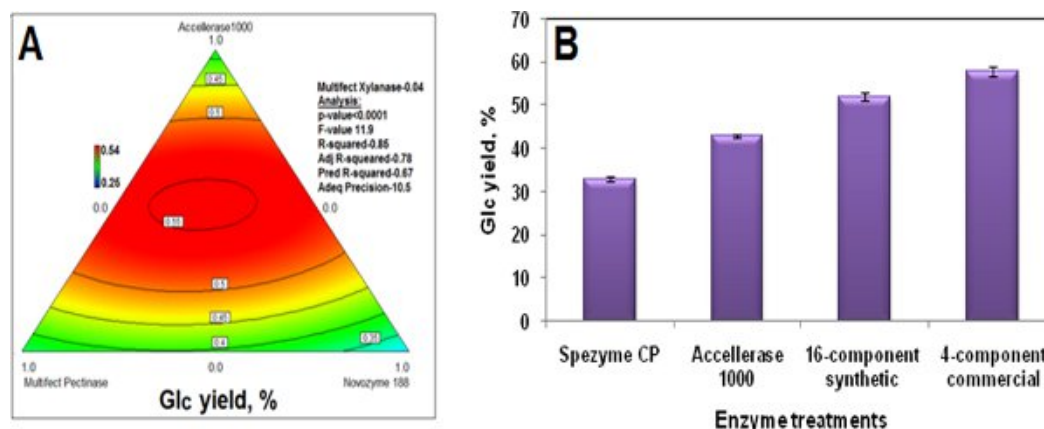 A
Accellerase1000
1.0
0.45
0.5
Multifect Xylanase-0.04
Analysis:
p-value<0.0001
F-value 11.9
R-squared-0.85
Adj R-squeared-0.78
Pred R-squared-0.67
Adeq Precision-10.5
0.54
0.25
0.0
0.0
0.55
0.5
0.45
0.4
0.35
1.0
0.0
1.0
Multifect Pectinase
Novozyme 188
Glc yield, %
B
Glc yield, %
70
60
50
40
30
20
10
0
Spezyme CP
Accellerase
1000
16-component
synthetic
4-component
commercial
Enzyme treatments